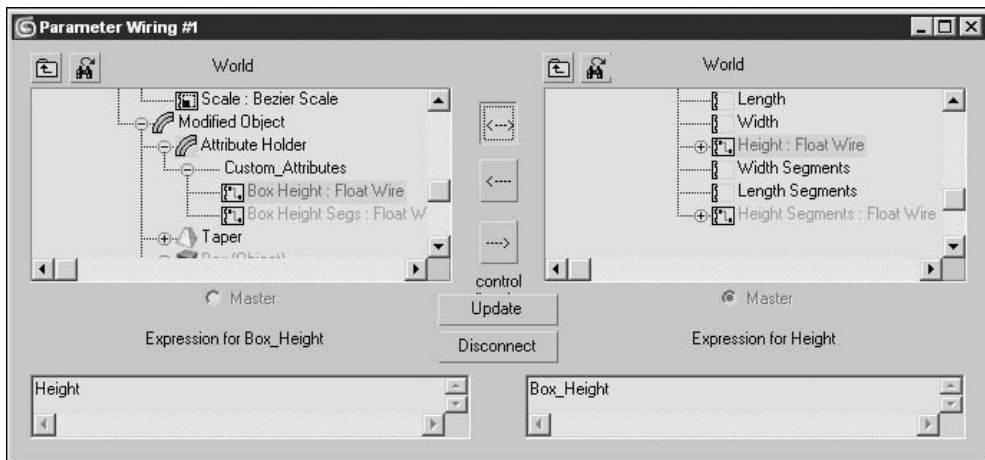 Parameter Wiring #1
World
Scale : Bezier Scale
Modified Object
Attribute Holder
Custom_Attributes
Box Height : Float Wire
Box Height Segs : Float W
Taper
Box (Object)
Master
Expression for Box_Height
Height
<--->
<----
---->
control
Update
Disconnect
World
Length
Width
Height : Float Wire
Width Segments
Length Segments
Height Segments : Float Wire
Master
Expression for Height
Box_Height